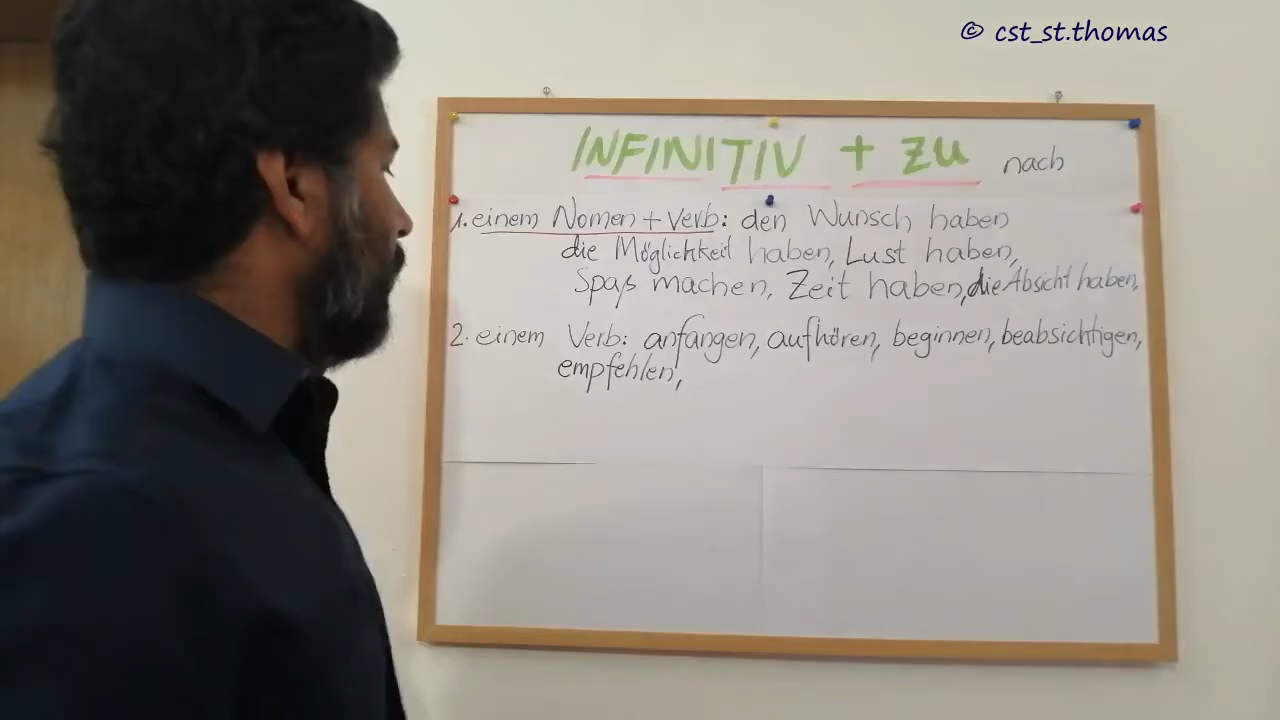 © cst_st.thomas
INFINITIV + ZU nach
1. einem Nomen + Verb: den Wunsch haben
die Möglichkeit haben, Lust haben,
Spaß machen, Zeit haben, die Absicht haben,
2. einem Verb: anfangen, aufhören, beginnen, beabsichtigen,
empfehlen,